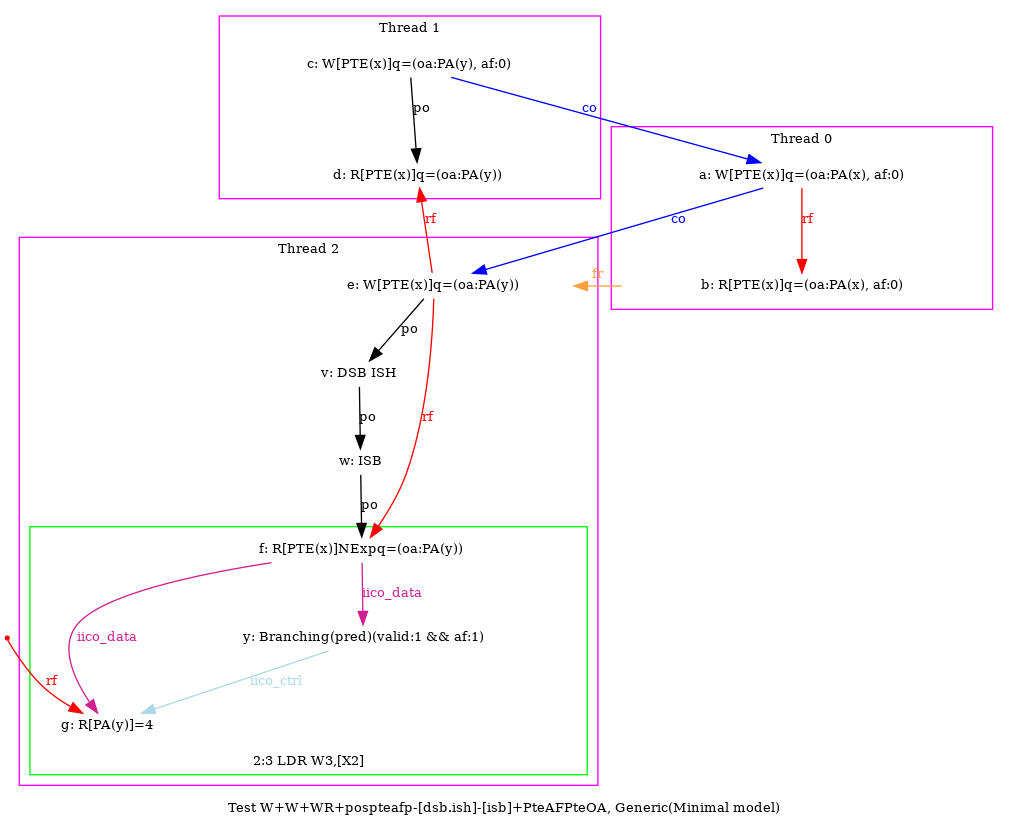 Thread 1
c: W[PTE(x)]q=(oa:PA(y), af:0)
po
co
Thread 0
d: R[PTE(x)]q=(oa:PA(y))
a: W[PTE(x)]q=(oa:PA(x), af:0)
rf
co
rf
Thread 2
fr
e: W[PTE(x)]q=(oa:PA(y))
b: R[PTE(x)]q=(oa:PA(x), af:0)
po
v: DSB ISH
po
rf
w: ISB
po
f: R[PTE(x)]NExpq=(oa:PA(y))
iico_data
iico_data
y: Branching(pred)(valid:1 && af:1)
rf
iico_ctrl
g: R[PA(y)]=4
2:3 LDR W3,[X2]
Test W+W+WR+pospteafp-[dsb.ish]-[isb]+PteAFPteOA, Generic(Minimal model)